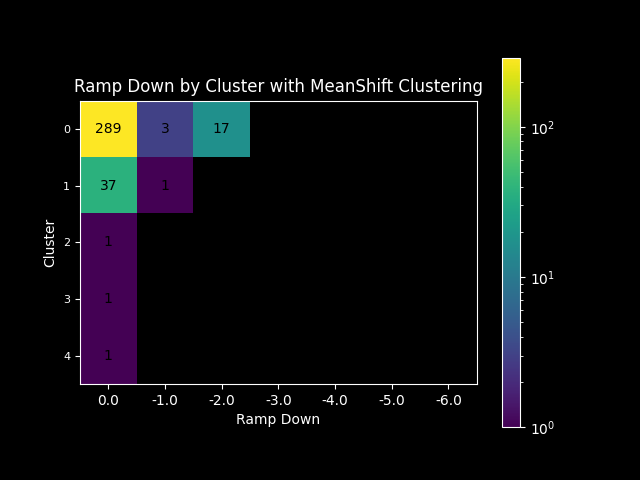 Ramp Down by Cluster with MeanShift Clustering
0 289 3 17
1 37 1
2 1
3 1
4 1
Cluster
0.0 -1.0 -2.0 -3.0 -4.0 -5.0 -6.0
Ramp Down
10²
10¹
10⁰